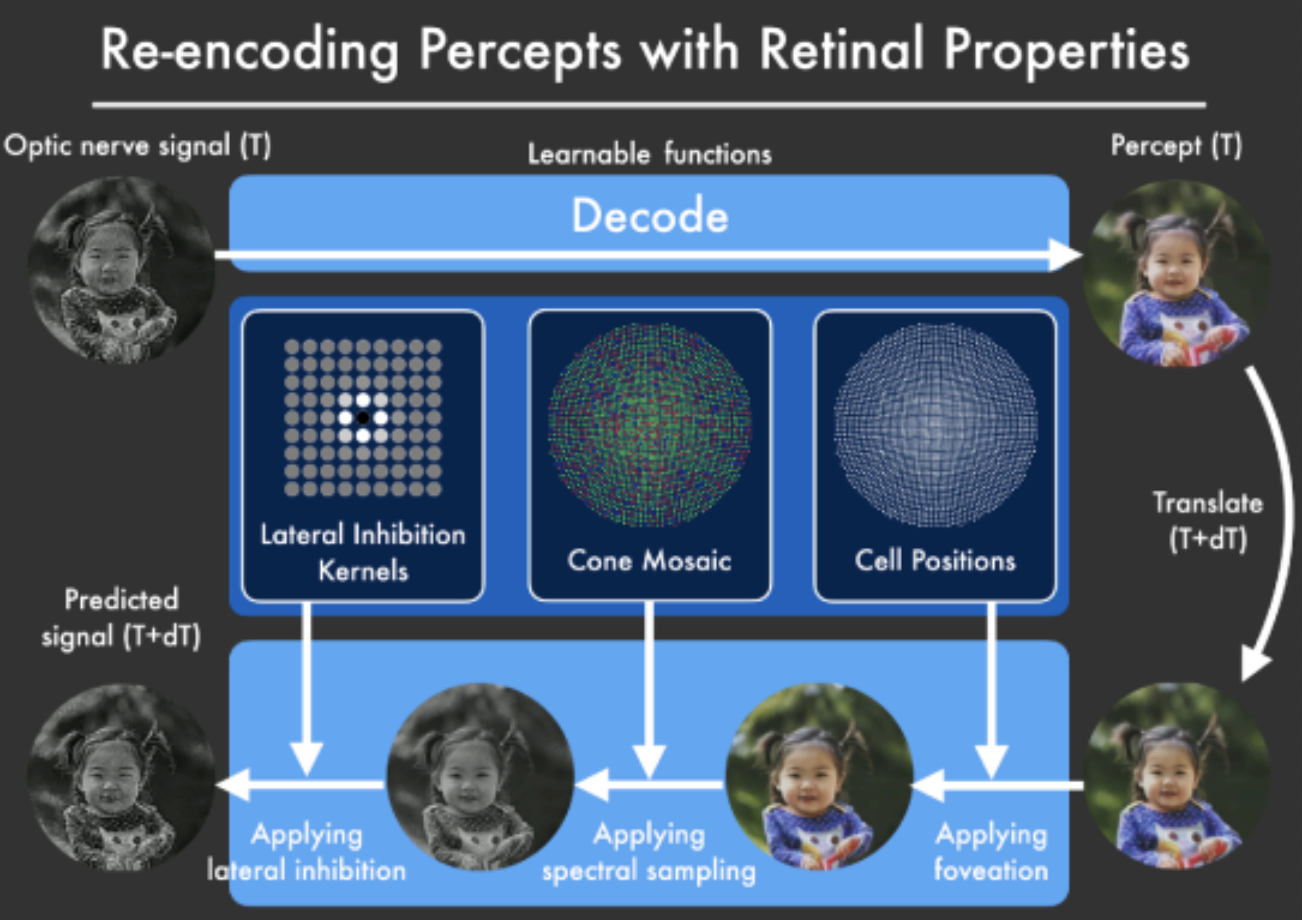 Re-encoding Percepts with Retinal Properties
Optic nerve signal (T)
Learnable functions
Percept (T)
Decode
Lateral Inhibition
Kernels
Cone Mosaic
Cell Positions
Translate
(T+dT)
Predicted
signal (T+dT)
Applying
lateral inhibition
Applying
spectral sampling
Applying
foveation